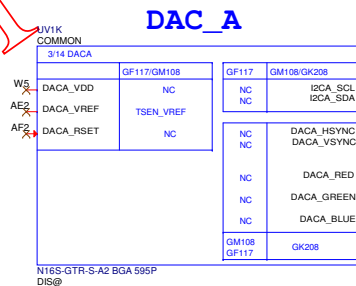 DAC_A
UV1K
COMMON
3/14 DACA
GF117/GM108 GF117 GM108/GK208
W5 DACA_VDD NC NC I2CA_SCL
NC I2CA_SDA
AE2 DACA_VREF TSEN_VREF
AF2 DACA_RSET NC NC DACA_HSYNC
NC DACA_VSYNC
NC DACA_RED
NC DACA_GREEN
NC DACA_BLUE
GM108 GK208
GF117
N16S-GTR-S-A2 BGA 595P
DIS@